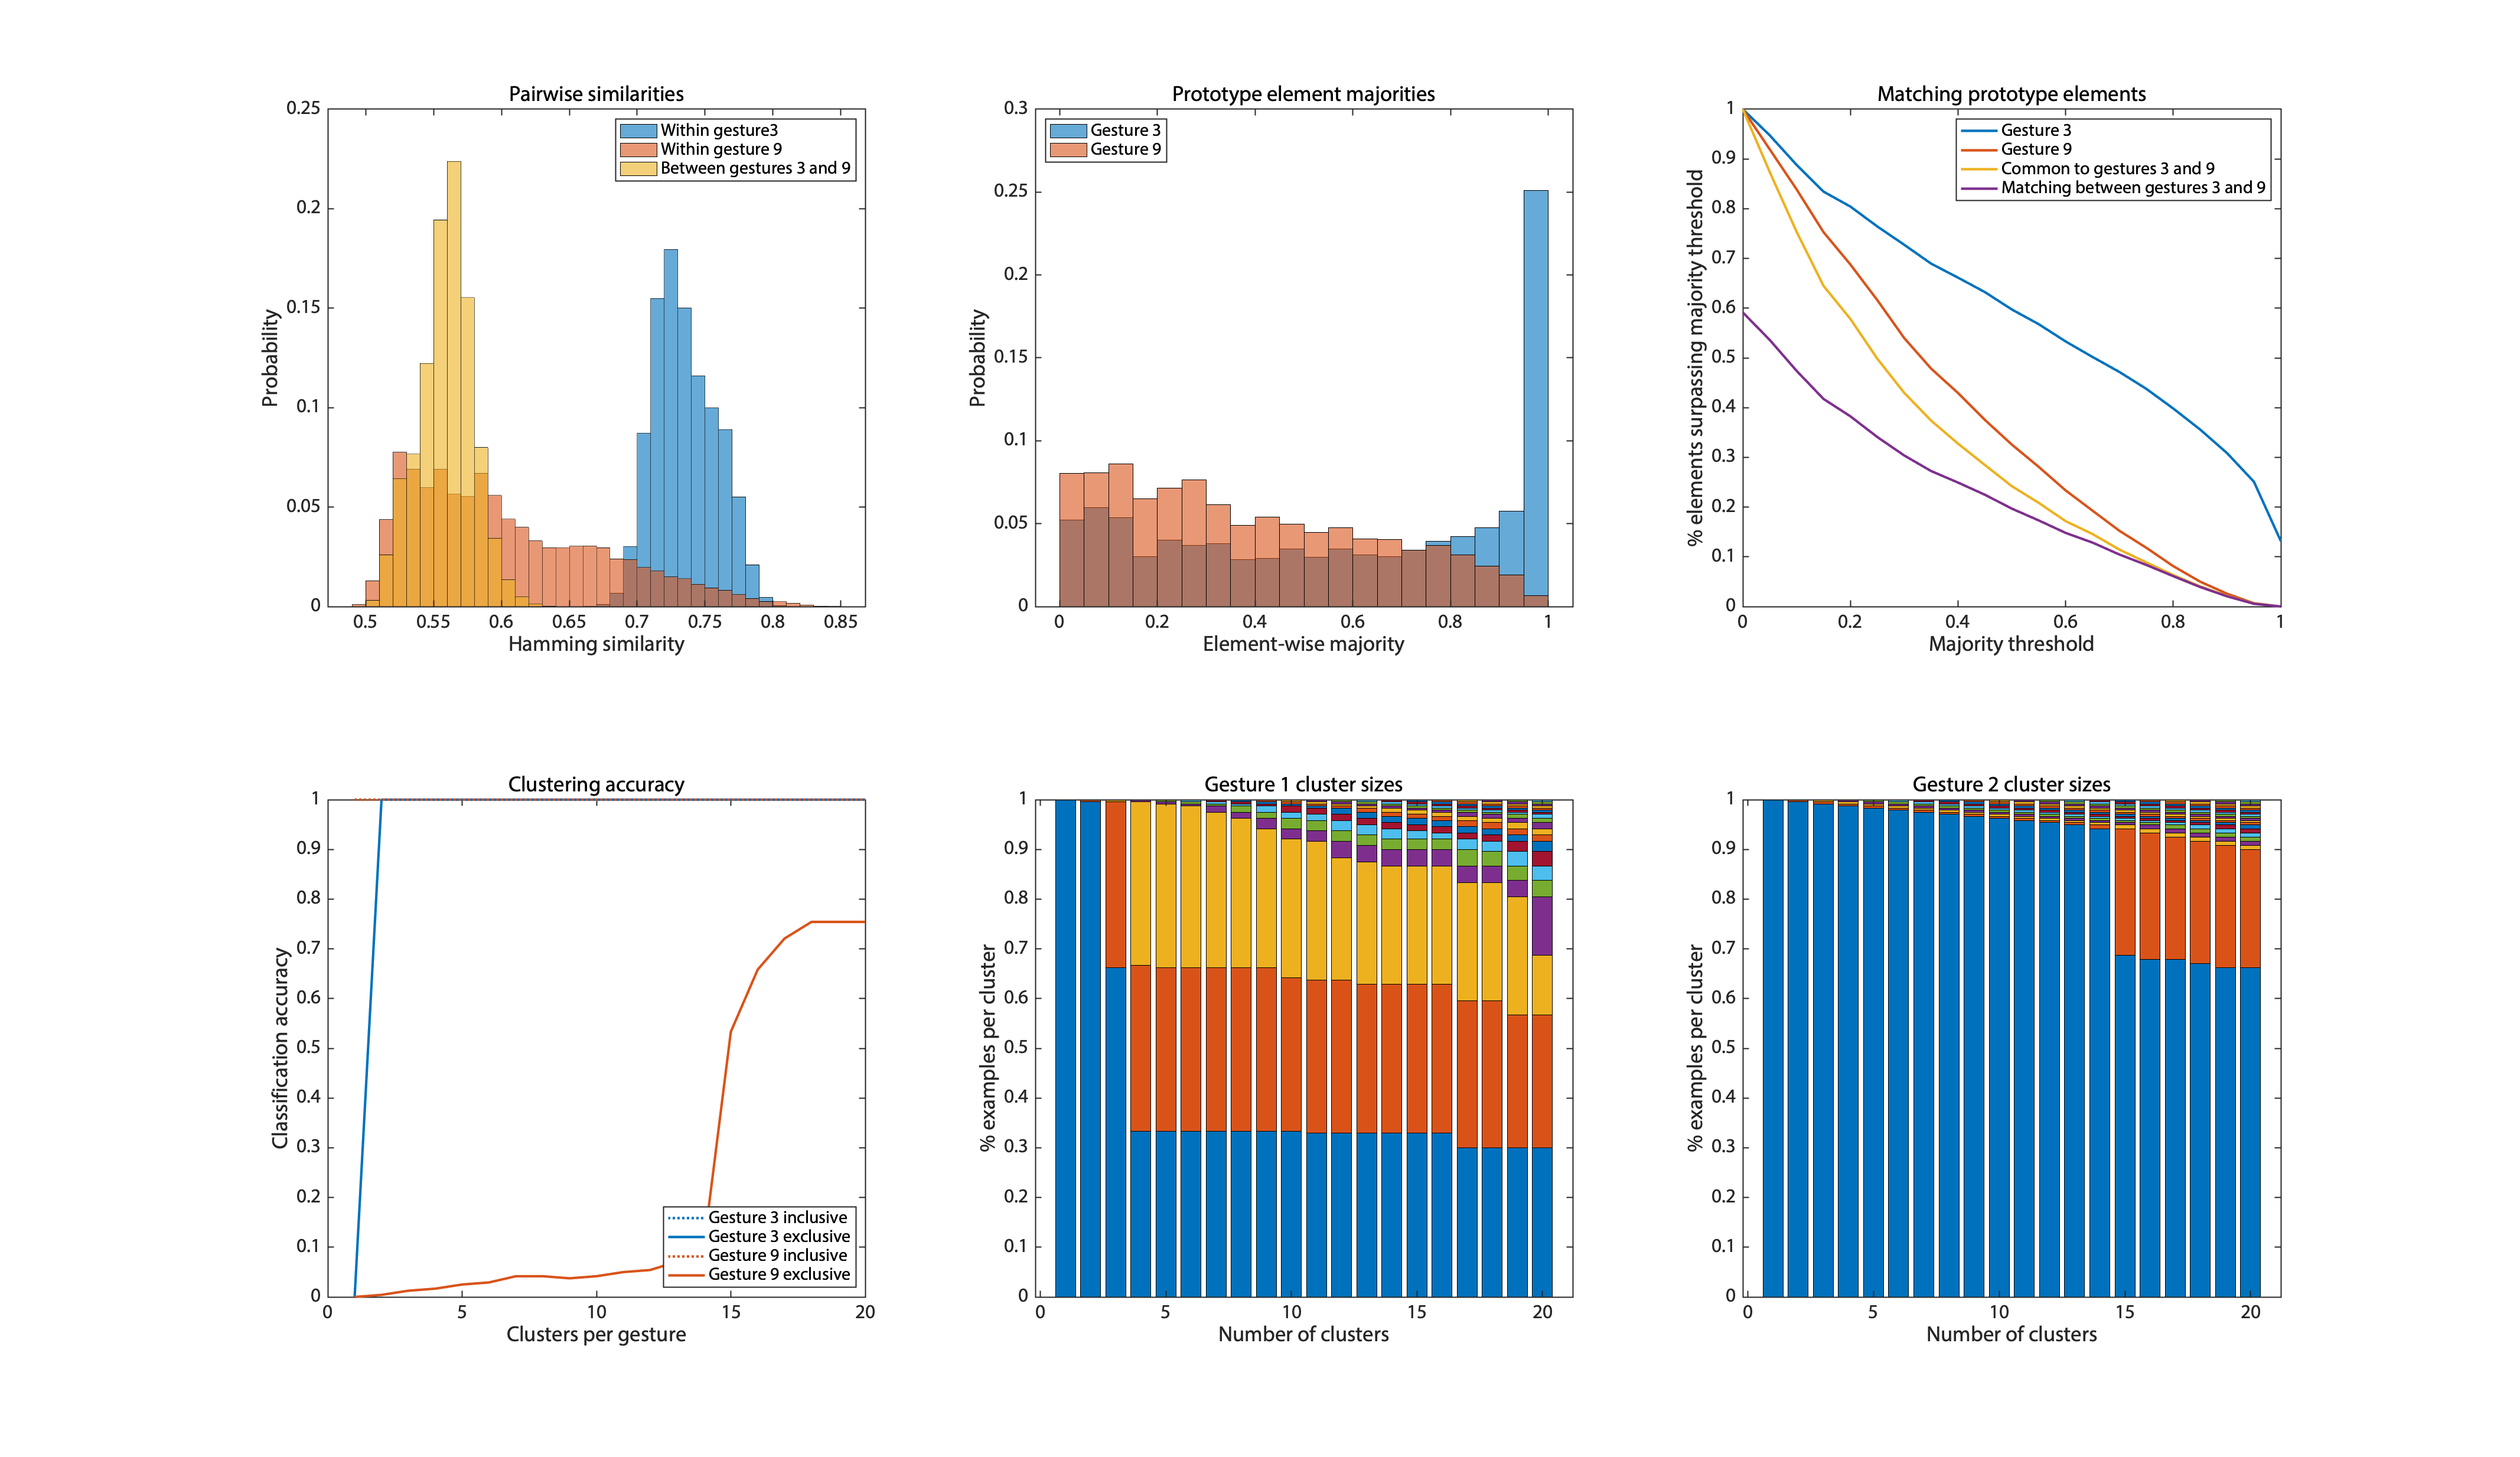 Pairwise similarities
0.25
0.2
0.15
0.1
0.05
0
Probability
Within gesture3
Within gesture 9
Between gestures 3 and 9
0.5 0.55 0.6 0.65 0.7 0.75 0.8 0.85
Hamming similarity
Prototype element majorities
0.3
0.25
0.2
0.15
0.1
0.05
0
Probability
Gesture 3
Gesture 9
0 0.2 0.4 0.6 0.8 1
Element-wise majority
Matching prototype elements
1
0.9
0.8
0.7
0.6
0.5
0.4
0.3
0.2
0.1
0
% elements surpassing majority threshold
Gesture 3
Gesture 9
Common to gestures 3 and 9
Matching between gestures 3 and 9
0 0.2 0.4 0.6 0.8 1
Majority threshold
Clustering accuracy
1
0.9
0.8
0.7
0.6
0.5
0.4
0.3
0.2
0.1
0
Classification accuracy
Gesture 3 inclusive
Gesture 3 exclusive
Gesture 9 inclusive
Gesture 9 exclusive
0 5 10 15 20
Clusters per gesture
Gesture 1 cluster sizes
1
0.9
0.8
0.7
0.6
0.5
0.4
0.3
0.2
0.1
0
% examples per cluster
0 5 10 15 20
Number of clusters
Gesture 2 cluster sizes
1
0.9
0.8
0.7
0.6
0.5
0.4
0.3
0.2
0.1
0
% examples per cluster
0 5 10 15 20
Number of clusters